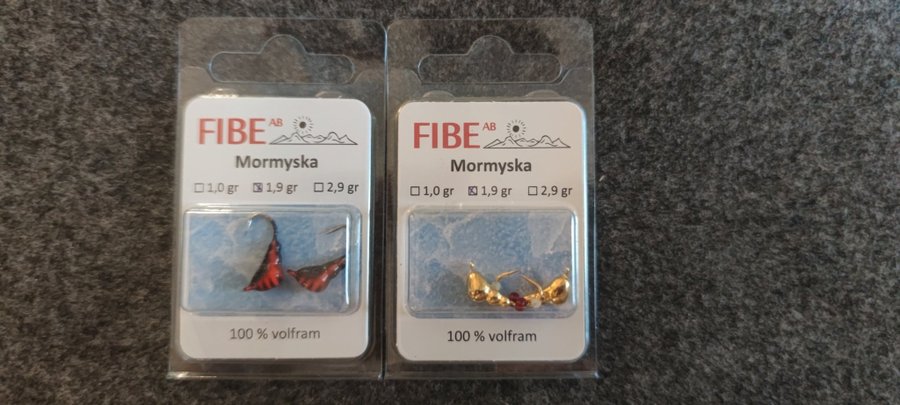 FIBE AB
Mormyska
1,0 gr 1,9 gr 2,9 gr
100 % volfram
FIBE AB
Mormyska
1,0 gr 1,9 gr 2,9 gr
100 % volfram